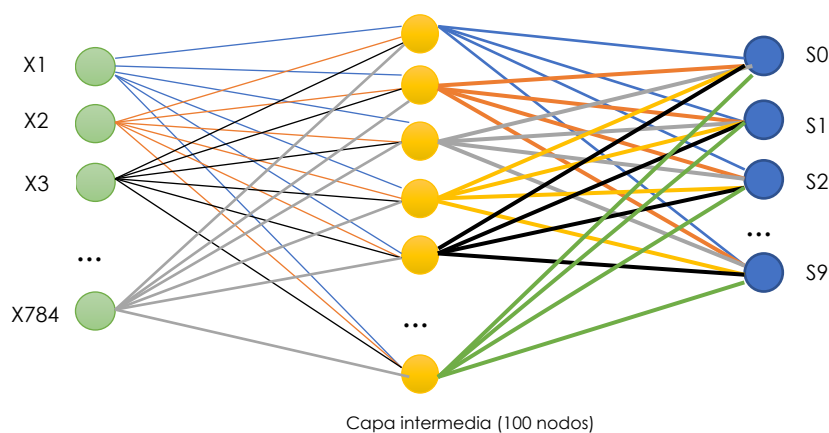 X1
X2
X3
...
X784
...
Capa intermedia (100 nodos)
S0
S1
S2
...
S9